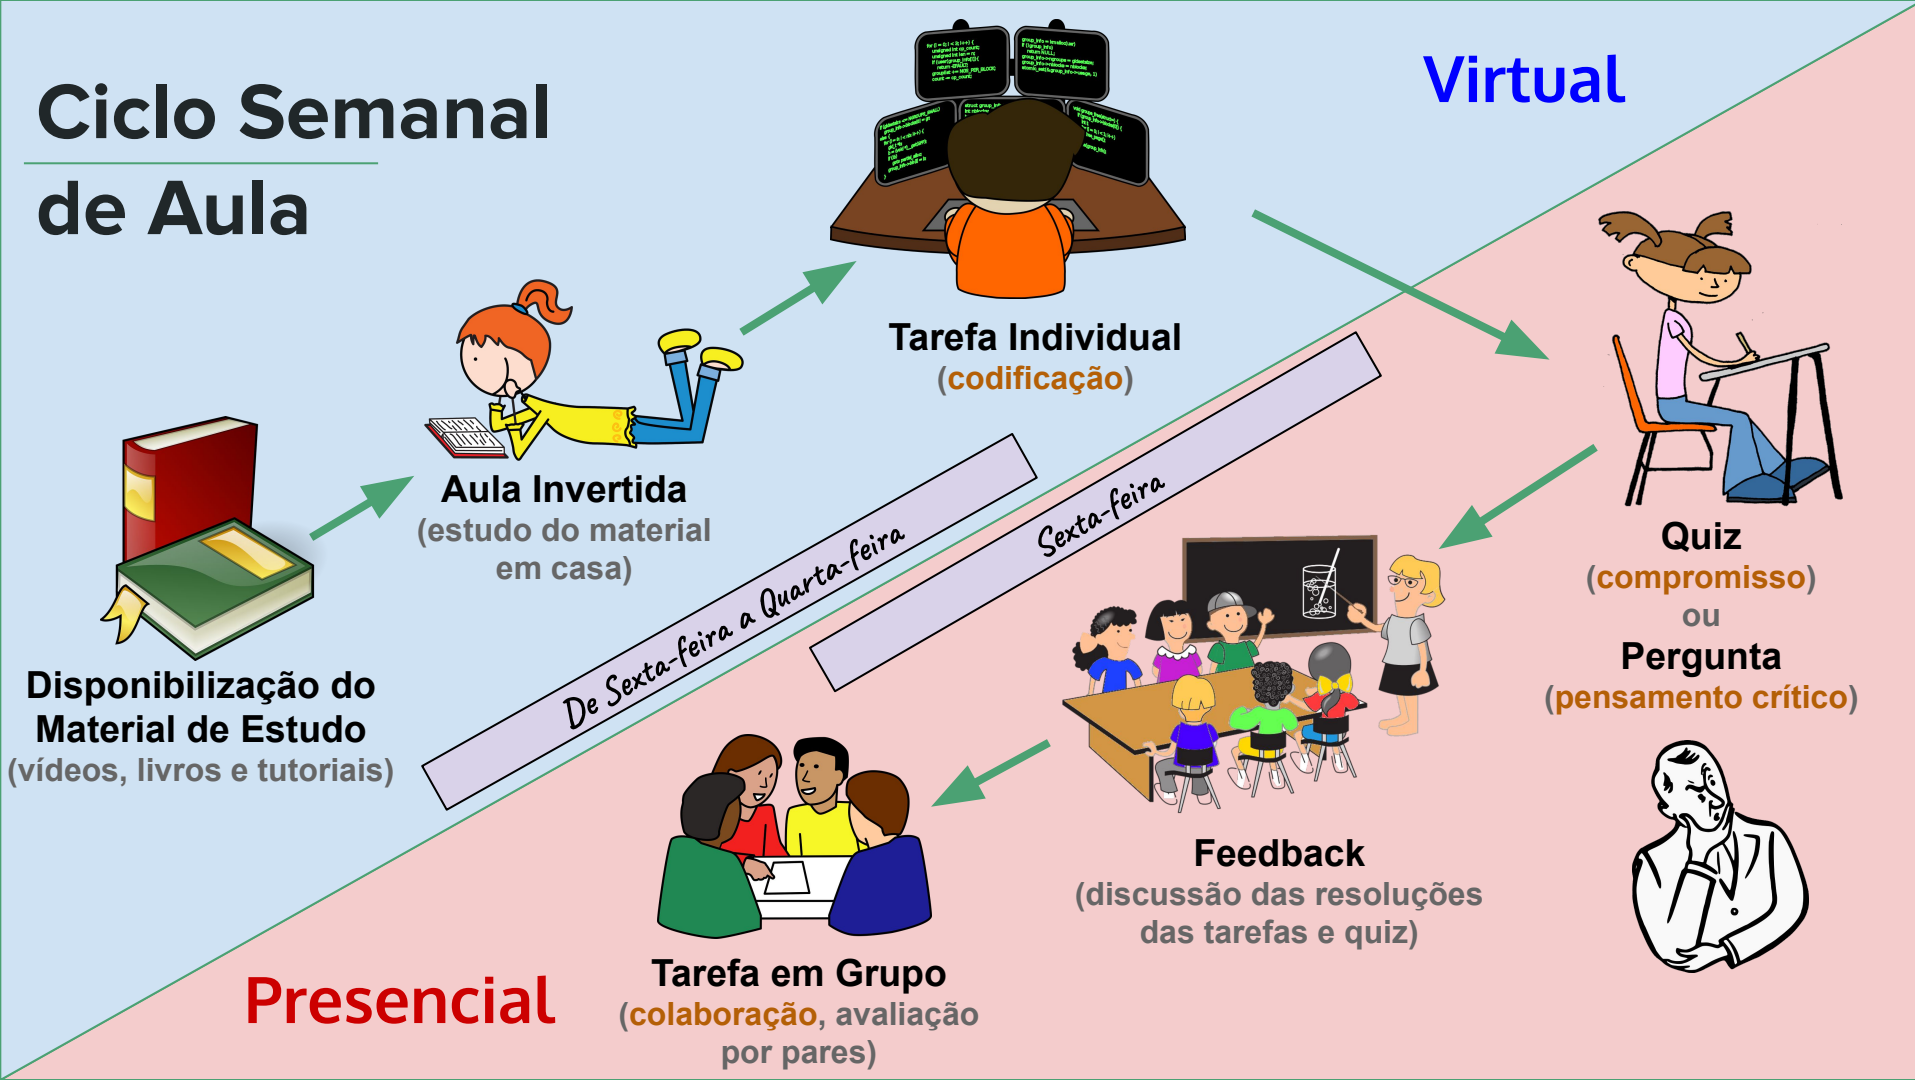 Ciclo Semanal
de Aula
Virtual
Tarefa Individual
(codificação)
Aula Invertida
(estudo do material
em casa)
Disponibilização do
Material de Estudo
(vídeos, livros e tutoriais)
De Sexta-feira a Quarta-feira
Sexta-feira
Quiz
(compromisso)
ou
Pergunta
(pensamento crítico)
Feedback
(discussão das resoluções
das tarefas e quiz)
Tarefa em Grupo
(colaboração, avaliação
por pares)
Presencial